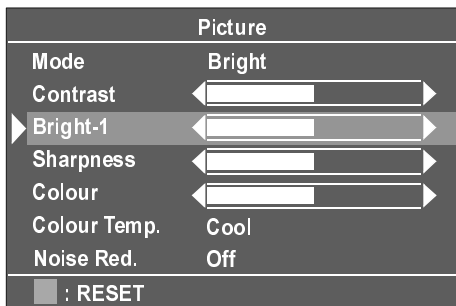 Picture
Mode Bright
Contrast
Bright-1
Sharpness
Colour
Colour Temp. Cool
Noise Red. Off
: RESET